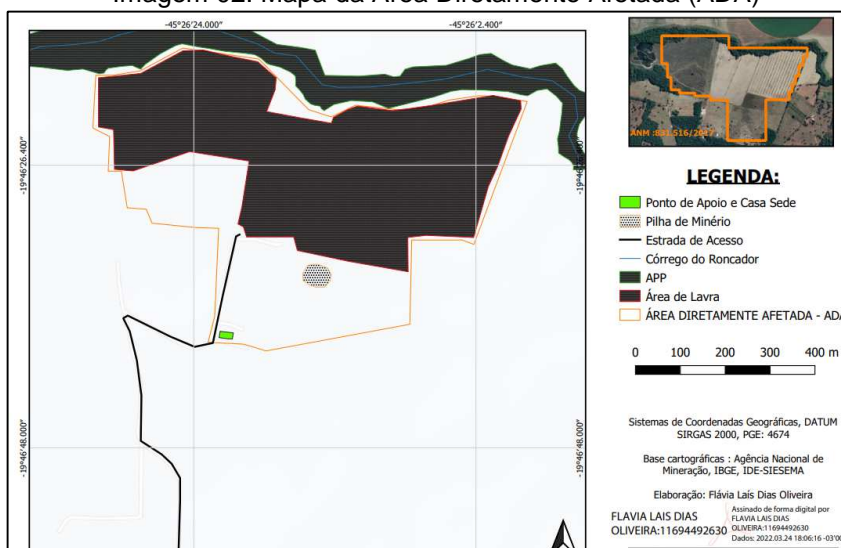 Imagem 02: Mapa da Área Diretamente Afetada (ADA)
-45°26'24.000"
-45°26'2.400"
-19°46'26.400"
-19°46'26.400"
-19°46'48.000"
-19°46'48.000"
ANM :831.516/2017
LEGENDA:
Ponto de Apoio e Casa Sede
Pilha de Minério
Estrada de Acesso
Córrego do Roncador
APP
Área de Lavra
ÁREA DIRETAMENTE AFETADA - ADA
0 100 200 300 400 m
Sistemas de Coordenadas Geográficas, DATUM
SIRGAS 2000, PGE: 4674
Base cartográficas : Agência Nacional de
Mineração, IBGE, IDE-SIESEMA
Elaboração: Flávia Laís Dias Oliveira
FLAVIA LAIS DIAS
OLIVEIRA:11694492630
Assinado de forma digital por
FLAVIA LAIS DIAS
OLIVEIRA:11694492630
Dados: 2022.03.24 18:06:16 -03'00